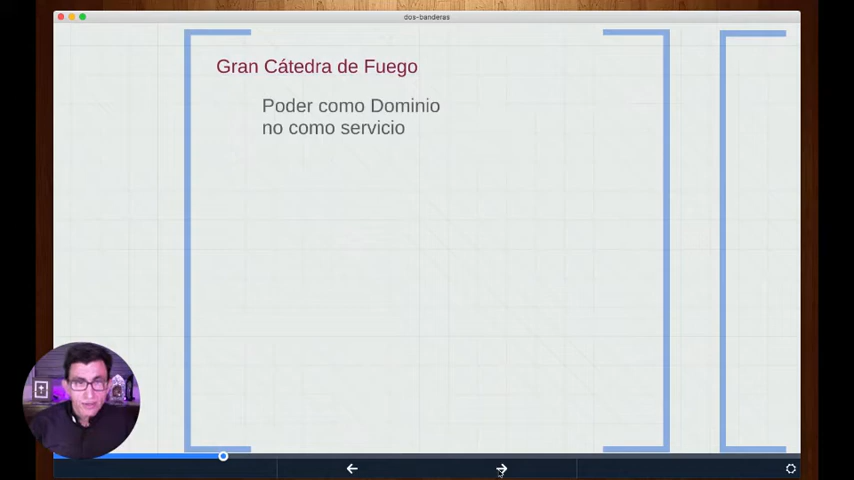 dos-banderas
Gran Cátedra de Fuego
Poder como Dominio
no como servicio